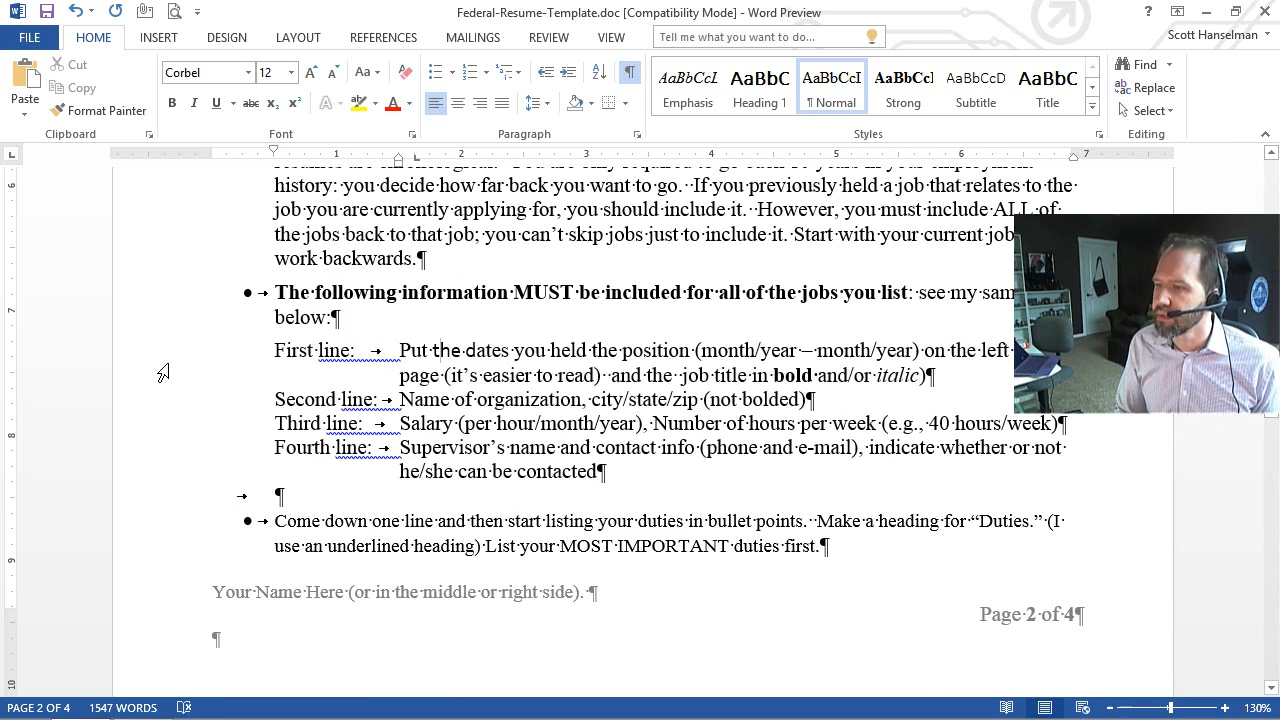 Federal-Resume-Template.doc [Compatibility Mode] - Word Preview
Scott Hanselman
FILE HOME INSERT DESIGN LAYOUT REFERENCES MAILINGS REVIEW VIEW Tell me what you want to do...
Paste
Cut
Copy
Format Painter
Clipboard
Corbel 12
Font
Paragraph
AaBbCcI AaBbC AaBbCcI AaBbCcI AaBbCcD AaBbC
Emphasis Heading 1 ¶ Normal Strong Subtitle Title
Styles
Find
Replace
Select
Editing
1 2 3 4 5 6 7
history: you decide how far back you want to go. If you previously held a job that relates to the
job you are currently applying for, you should include it. However, you must include ALL of
the jobs back to that job; you can't skip jobs just to include it. Start with your current job
work backwards.¶
● The following information MUST be included for all of the jobs you list: see my sam
below:¶
First line: Put the dates you held the position (month/year – month/year) on the left
page (it's easier to read) and the job title in bold and/or italic)¶
Second line: Name of organization, city/state/zip (not bolded)¶
Third line: Salary (per hour/month/year), Number of hours per week (e.g., 40 hours/week)¶
Fourth line: Supervisor's name and contact info (phone and e-mail), indicate whether or not
he/she can be contacted¶
¶
● Come down one line and then start listing your duties in bullet points. Make a heading for “Duties.” (I
use an underlined heading) List your MOST IMPORTANT duties first.¶
Your Name Here (or in the middle or right side). ¶
Page 2 of 4¶
¶
6
7
8
9
10
PAGE 2 OF 4 1547 WORDS 130%